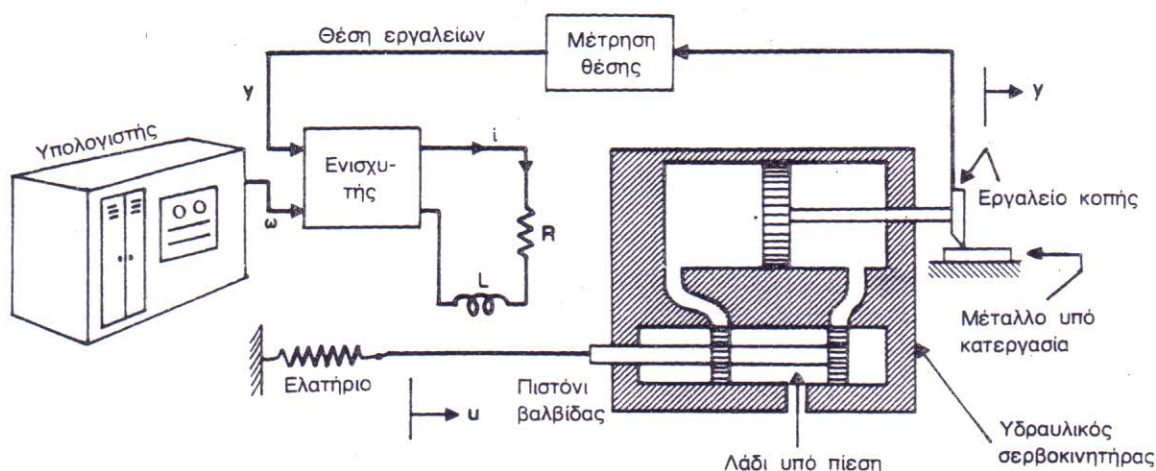 Θέση εργαλείων
Μέτρηση
θέσης
y
y
Υπολογιστής
Ενισχυ-
τής
i
ω
R
L
Εργαλείο κοπής
Μέταλλο υπό
κατεργασία
Ελατήριο
Πιστόνι
βαλβίδας
u
Λάδι υπό πίεση
Υδραυλικός
σερβοκινητήρας